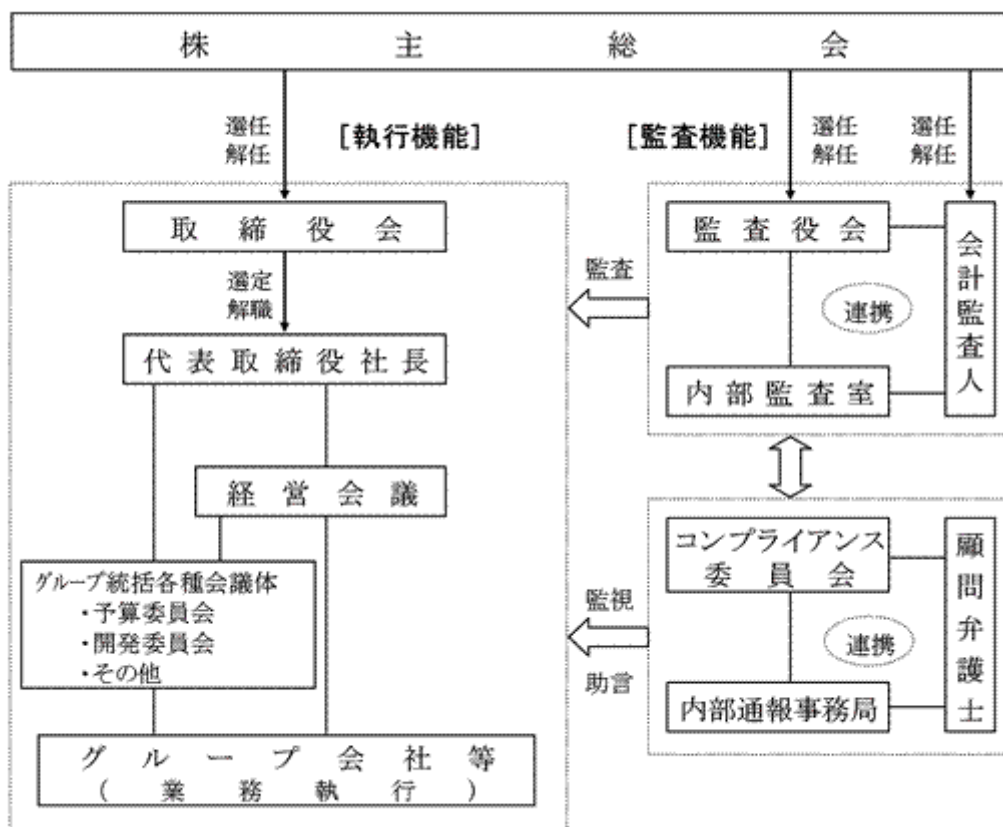 株主総会
選任
解任
[執行機能]
[監査機能]
選任
解任
選任
解任
取締役会
選定
解職
代表取締役社長
経営会議
グループ統括各種会議体
・予算委員会
・開発委員会
・その他
グループ会社等
(業務執行)
監査
監査役会
連携
内部監査室
会計監査人
監視
助言
コンプライアンス
委員会
連携
内部通報事務局
顧問弁護士